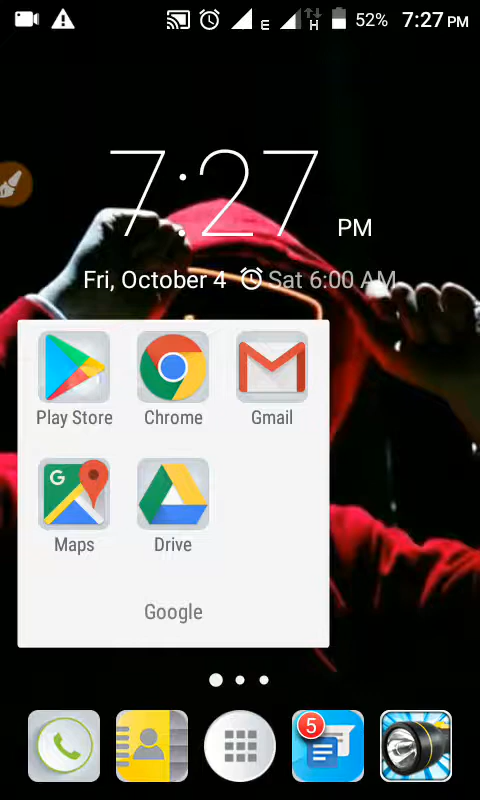 E H 52% 7:27 PM
7:27 PM
Fri, October 4 Sat 6:00 AM
Play Store Chrome Gmail
G
Maps Drive
Google
5